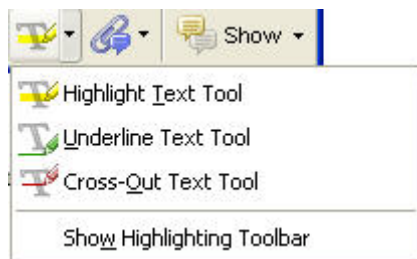 Show
Highlight Text Tool
Underline Text Tool
Cross-Out Text Tool
Show Highlighting Toolbar